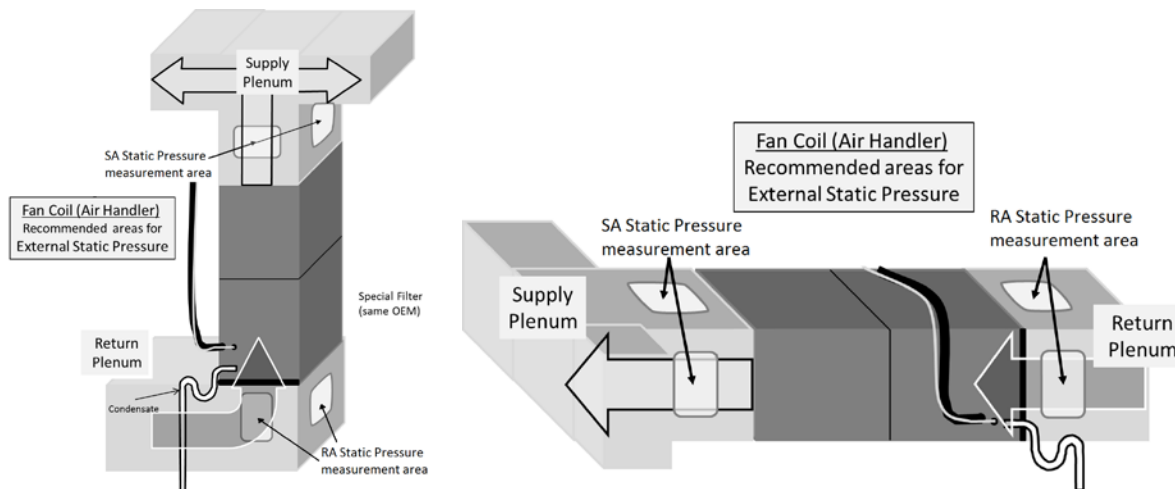 Supply
Plenum
SA Static Pressure
measurement area
Fan Coil (Air Handler)
Recommended areas for
External Static Pressure
Special Filter
(same OEM)
Return
Plenum
Condensate
RA Static Pressure
measurement area
Fan Coil (Air Handler)
Recommended areas for
External Static Pressure
SA Static Pressure
measurement area
RA Static Pressure
measurement area
Supply
Plenum
Return
Plenum